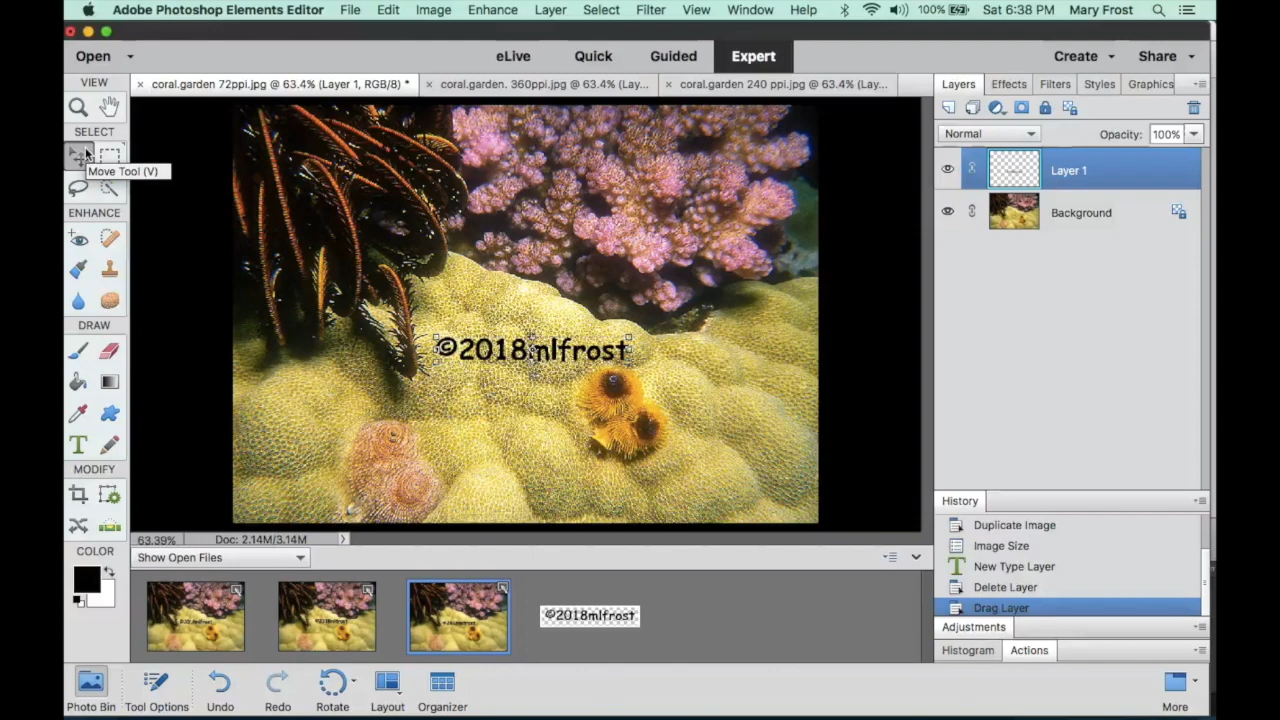 Adobe Photoshop Elements Editor File Edit Image Enhance Layer Select Filter View Window Help 100% Sat 6:38 PM Mary Frost
Open eLive Quick Guided Expert Create Share
VIEW
coral.garden 72ppi.jpg @ 63.4% (Layer 1, RGB/8) *
coral.garden. 360ppi.jpg @ 63.4% (Lay...
coral.garden 240 ppi.jpg @ 63.4% (Lay...
Layers Effects Filters Styles Graphics
SELECT
Normal Opacity: 100%
Move Tool (V)
Layer 1
ENHANCE
Background
DRAW
©2018mlfrost
T
MODIFY
History
Duplicate Image
Image Size
T New Type Layer
Delete Layer
Drag Layer
63.39% Doc: 2.14M/3.14M
COLOR
Show Open Files
©2018mlfrost
©2018mlfrost
©2018mlfrost
©2018mlfrost
Adjustments
Histogram Actions
Photo Bin Tool Options Undo Redo Rotate Layout Organizer More